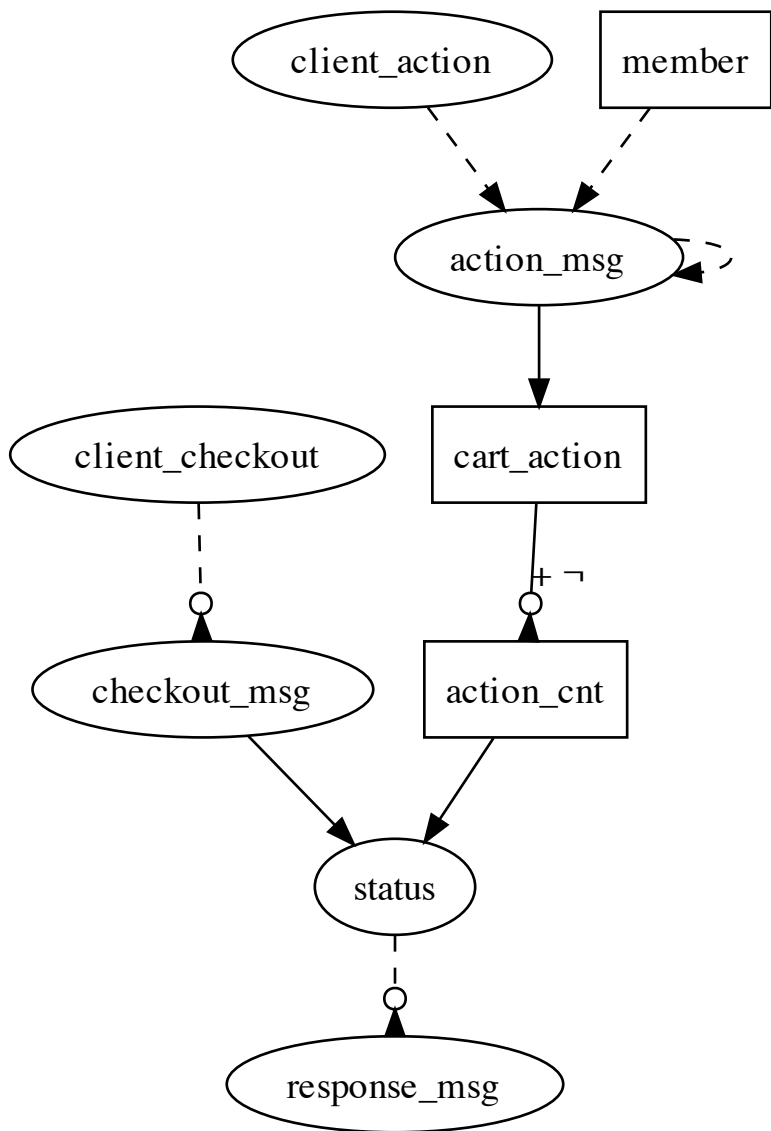 client_action
member
action_msg
cart_action
client_checkout
+ ¬
checkout_msg
action_cnt
status
response_msg